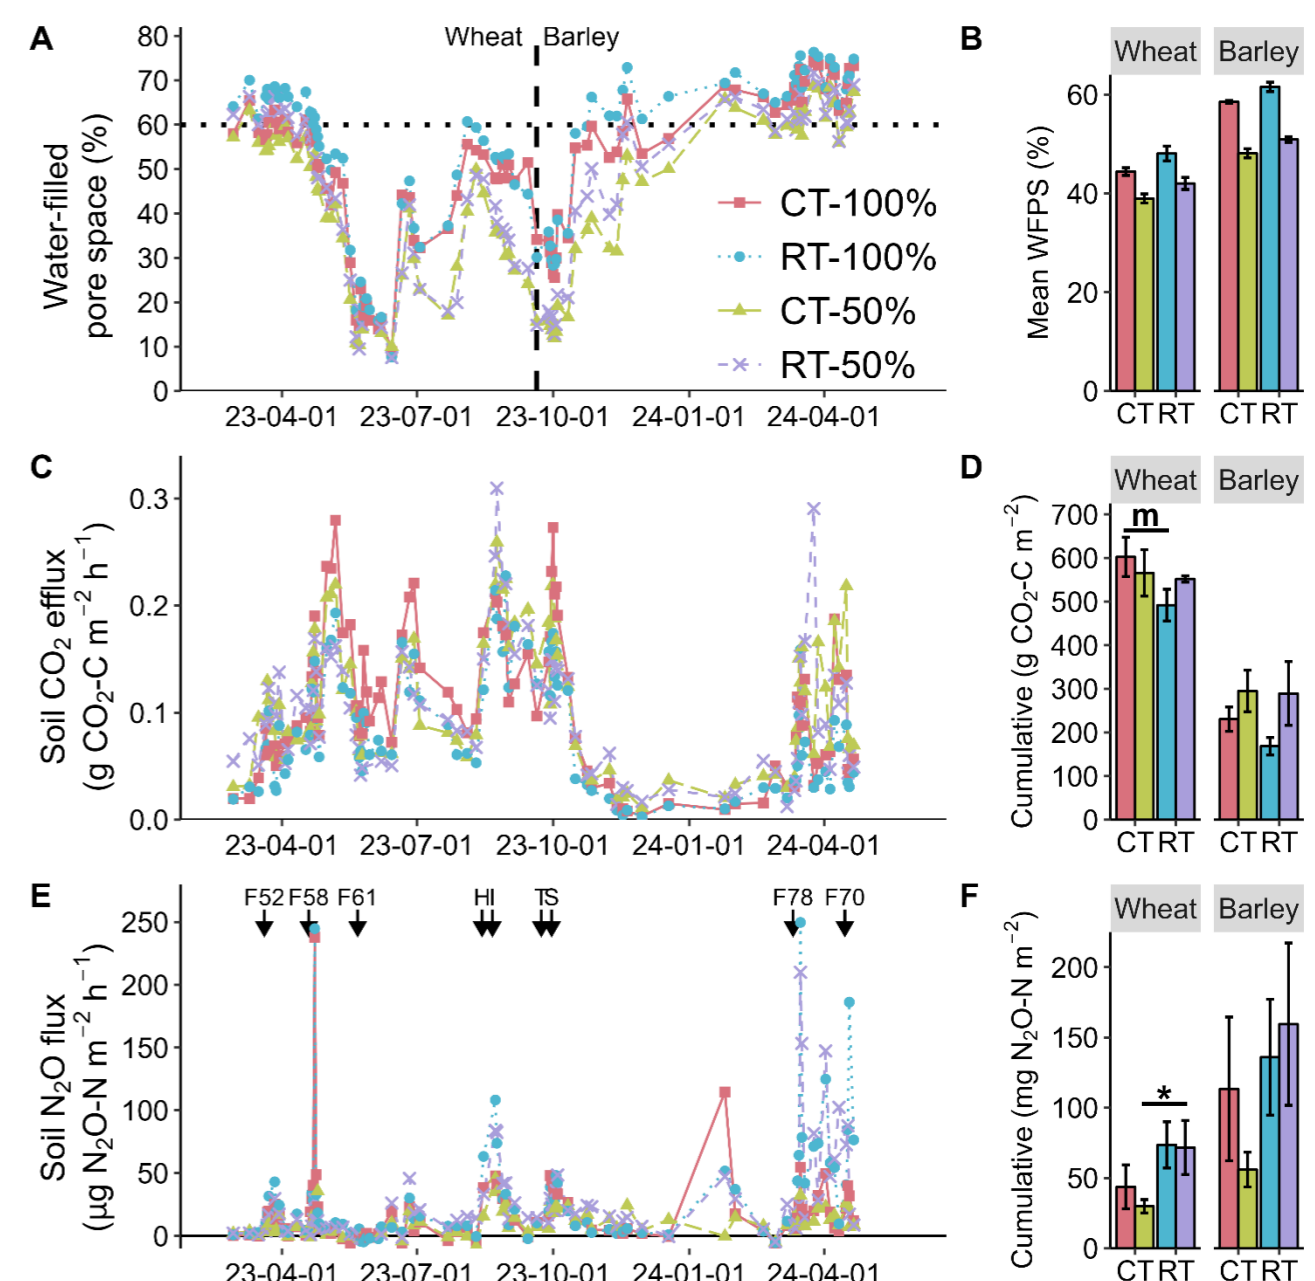 A
Wheat Barley
Water-filled
pore space (%)
80
70
60
50
40
30
20
10
0
CT-100%
RT-100%
CT-50%
RT-50%
23-04-01 23-07-01 23-10-01 24-01-01 24-04-01
B
Wheat Barley
Mean WFPS (%)
60
40
20
0
CT RT CT RT
C
Soil CO₂ efflux
(g CO₂-C m⁻² h⁻¹)
0.3
0.2
0.1
0.0
23-04-01 23-07-01 23-10-01 24-01-01 24-04-01
D
Wheat Barley
Cumulative (g CO₂-C m⁻²)
700
600
500
400
300
200
100
0
m
CT RT CT RT
E
F52 F58 F61 HI TS F78 F70
Soil N₂O flux
(µg N₂O-N m⁻² h⁻¹)
250
200
150
100
50
0
23-04-01 23-07-01 23-10-01 24-01-01 24-04-01
F
Wheat Barley
Cumulative (mg N₂O-N m⁻²)
200
150
100
50
0
*
CT RT CT RT